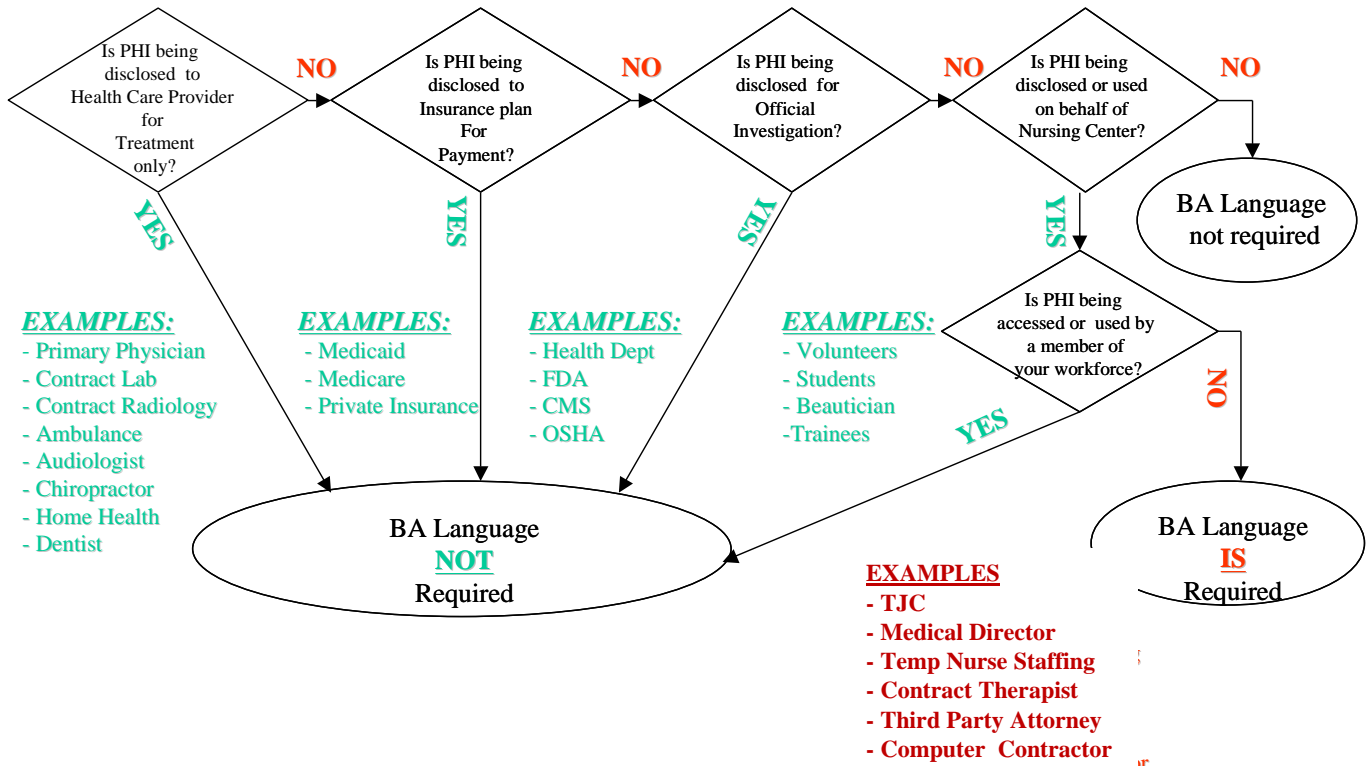 Is PHI being
disclosed to
Health Care Provider
for
Treatment
only?
NO
Is PHI being
disclosed to
Insurance plan
For
Payment?
NO
Is PHI being
disclosed for
Official
Investigation?
NO
Is PHI being
disclosed or used
on behalf of
Nursing Center?
NO
YES
YES
YES
YES
BA Language
not required
Is PHI being
accessed or used by
a member of
your workforce?
NO
YES
EXAMPLES:
- Primary Physician
- Contract Lab
- Contract Radiology
- Ambulance
- Audiologist
- Chiropractor
- Home Health
- Dentist
EXAMPLES:
- Medicaid
- Medicare
- Private Insurance
EXAMPLES:
- Health Dept
- FDA
- CMS
- OSHA
EXAMPLES:
- Volunteers
- Students
- Beautician
-Trainees
BA Language
NOT
Required
BA Language
IS
Required
EXAMPLES
- TJC
- Medical Director
- Temp Nurse Staffing
- Contract Therapist
- Third Party Attorney
- Computer Contractor